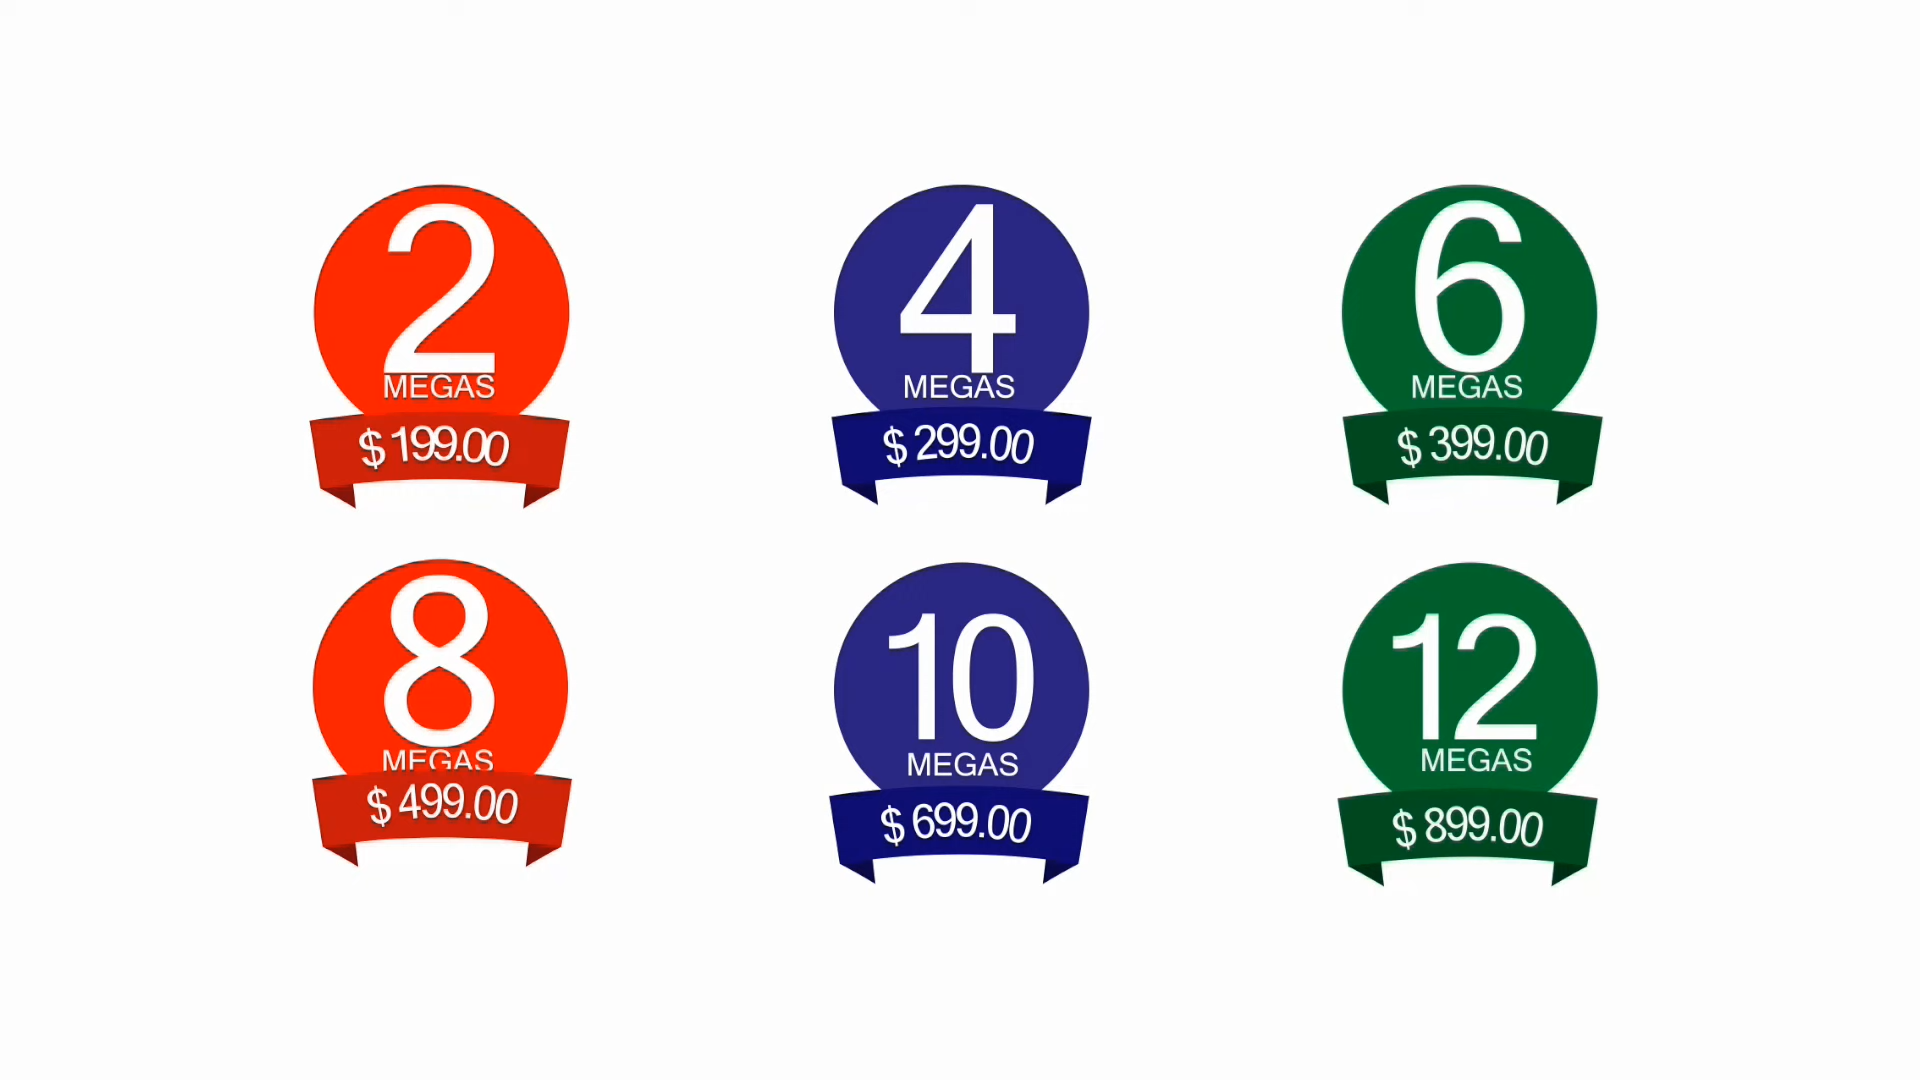 2
MEGAS
$ 199.00
4
MEGAS
$ 299.00
6
MEGAS
$ 399.00
8
MEGAS
$ 499.00
10
MEGAS
$ 699.00
12
MEGAS
$ 899.00